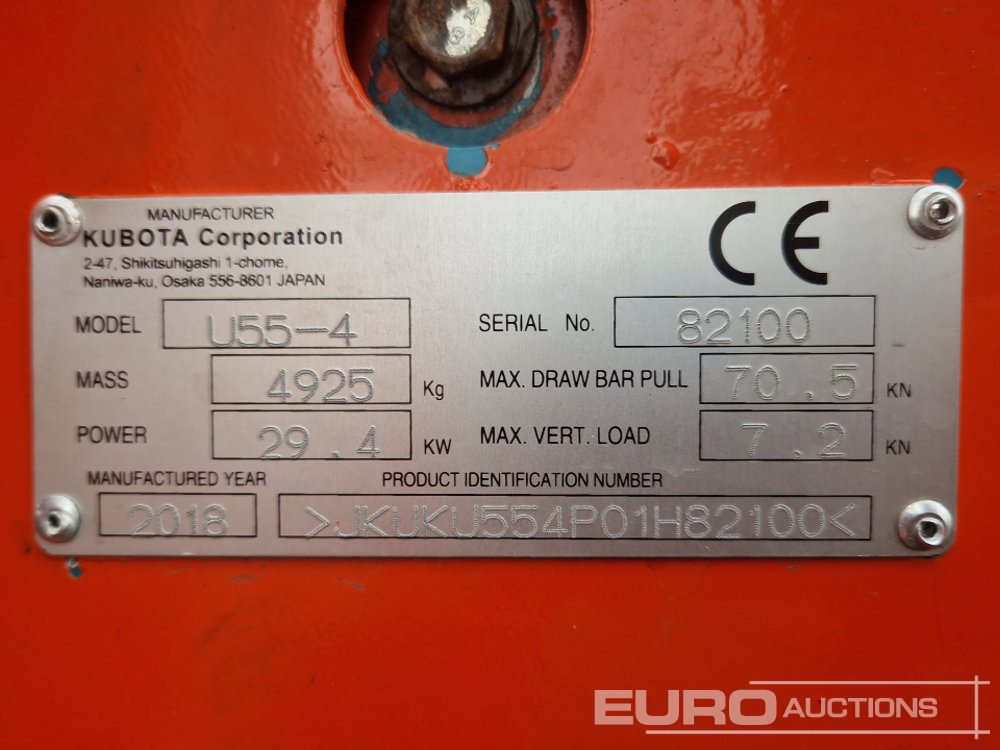 MANUFACTURER
KUBOTA Corporation
2-47, Shikitsuhigashi 1-chome,
Naniwa-ku, Osaka 556-8601 JAPAN
CE
MODEL U55-4 SERIAL No. 82100
MASS 4925 Kg MAX. DRAW BAR PULL 70.5 KN
POWER 29.4 KW MAX. VERT. LOAD 7.2 KN
MANUFACTURED YEAR PRODUCT IDENTIFICATION NUMBER
2018 >JKUKU554P01H82100<
EURO AUCTIONS